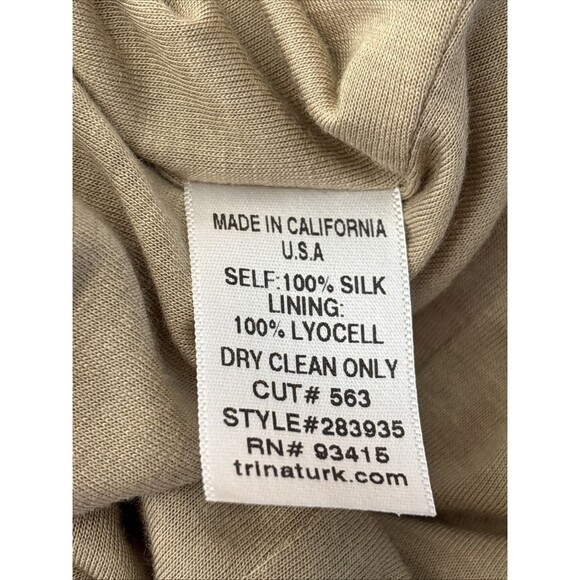 MADE IN CALIFORNIA
U.S.A
SELF:100% SILK
LINING:
100% LYOCELL
DRY CLEAN ONLY
CUT# 563
STYLE#283935
RN# 93415
trinaturk.com